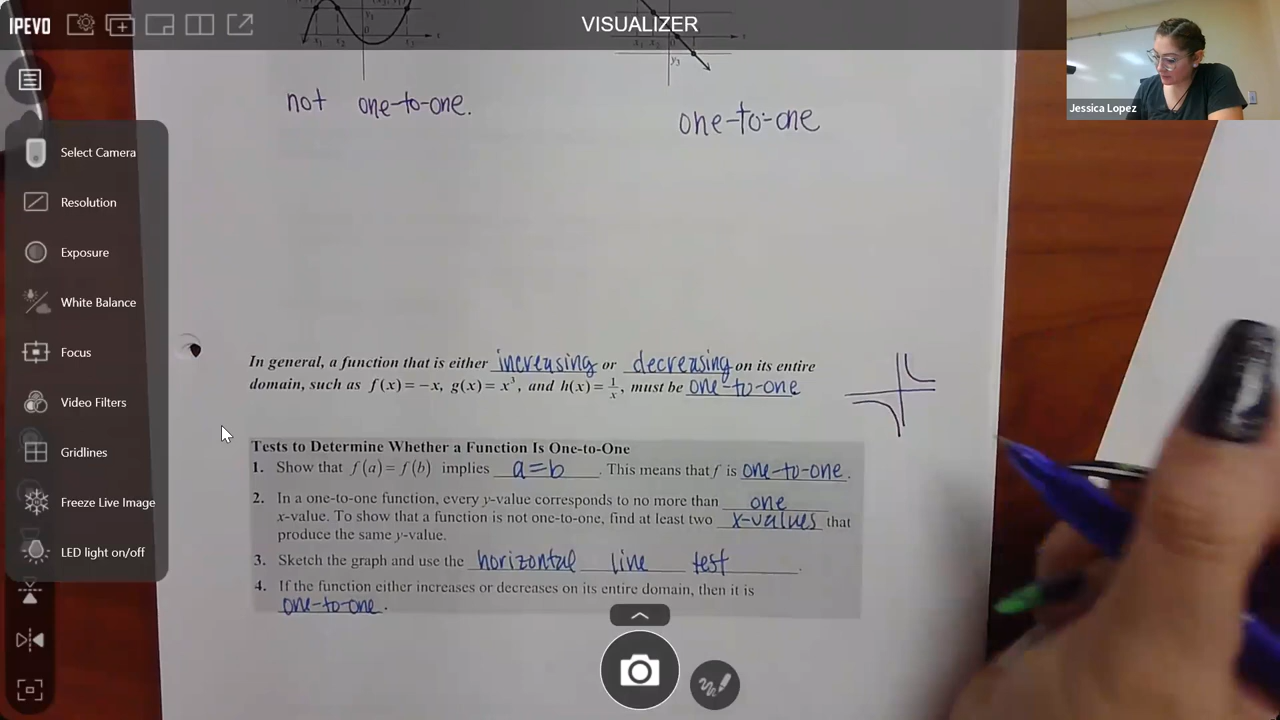 IPEVO
VISUALIZER
Jessica Lopez
Select Camera
Resolution
Exposure
White Balance
Focus
Video Filters
Gridlines
Freeze Live Image
LED light on/off
y₃
not one-to-one.
one-to-one
In general, a function that is either increasing or decreasing on its entire
domain, such as f(x) = −x, g(x) = x³, and h(x) = 1/x, must be one-to-one
Tests to Determine Whether a Function Is One-to-One
1. Show that f(a) = f(b) implies a=b. This means that f is one-to-one.
2. In a one-to-one function, every y-value corresponds to no more than one
x-value. To show that a function is not one-to-one, find at least two x-values that
produce the same y-value.
3. Sketch the graph and use the horizontal line test.
4. If the function either increases or decreases on its entire domain, then it is
one-to-one.